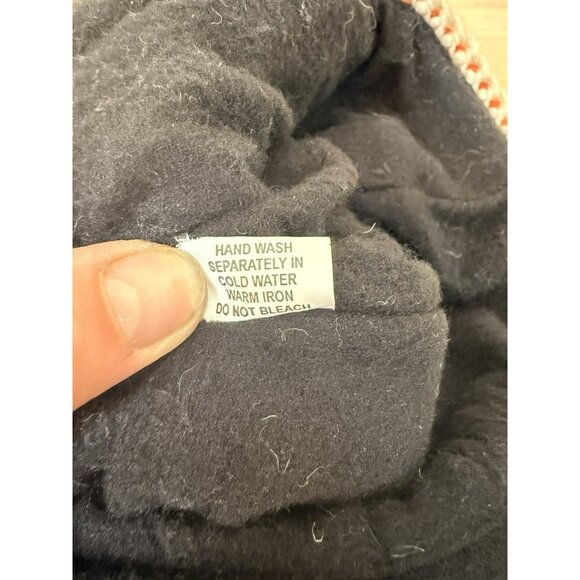 HAND WASH
SEPARATELY IN
COLD WATER
WARM IRON
DO NOT BLEACH